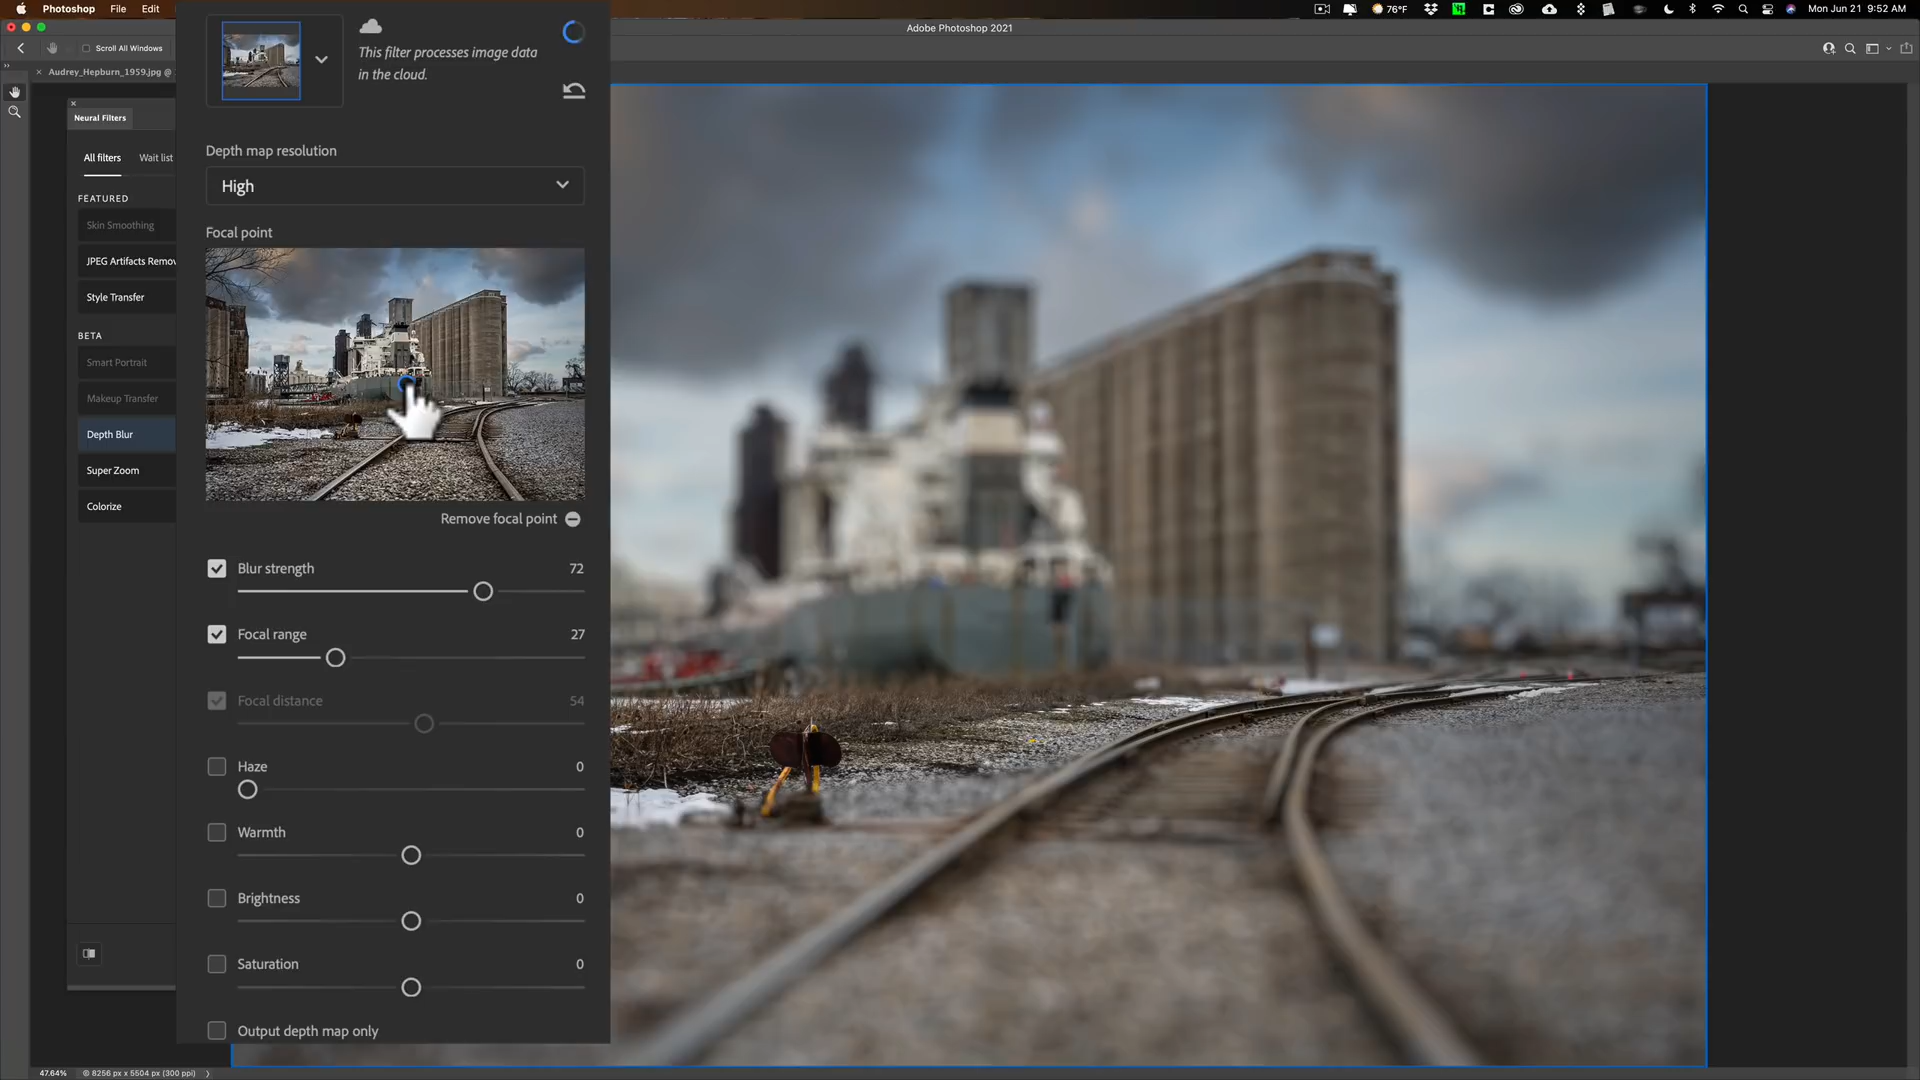 Photoshop File Edit 76°F Mon Jun 21 9:52 AM
Adobe Photoshop 2021
Scroll All Windows
Audrey_Hepburn_1959.jpg @
Neural Filters
All filters Wait list
FEATURED
Skin Smoothing
JPEG Artifacts Remov
Style Transfer
BETA
Smart Portrait
Makeup Transfer
Depth Blur
Super Zoom
Colorize
This filter processes image data
in the cloud.
Depth map resolution
High
Focal point
Remove focal point
Blur strength 72
Focal range 27
Focal distance 54
Haze 0
Warmth 0
Brightness 0
Saturation 0
Output depth map only
47.64% 8256 px x 5504 px (300 ppi)